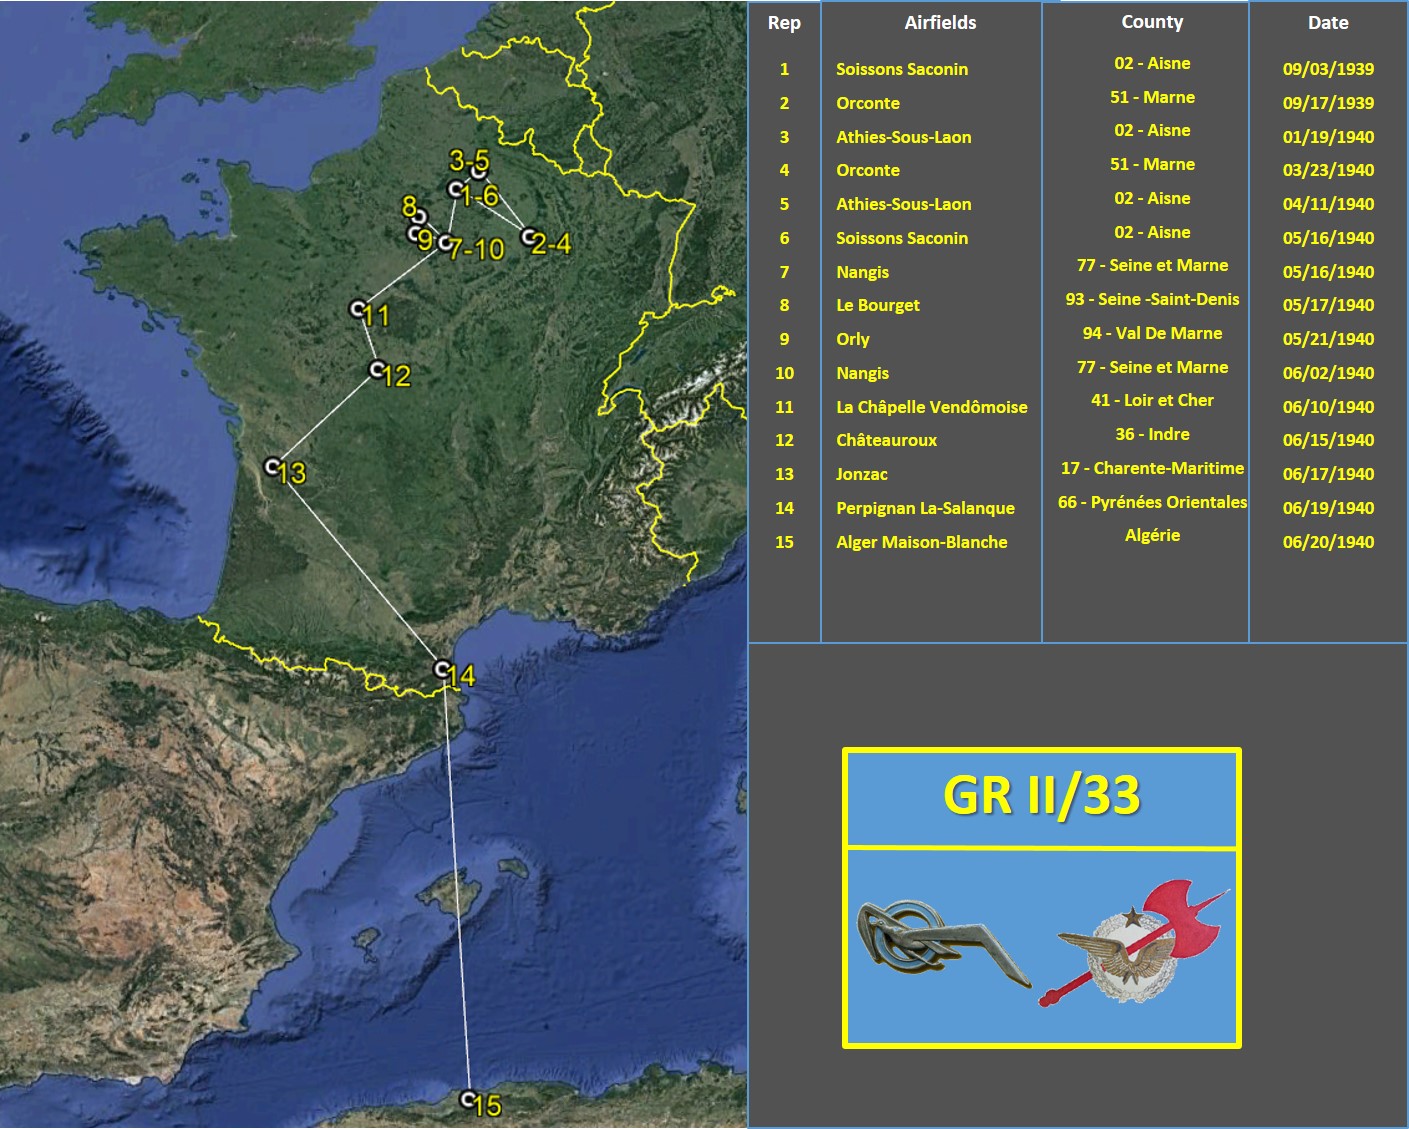 Rep Airfields County Date
1 Soissons Saconin 02 - Aisne 09/03/1939
2 Orconte 51 - Marne 09/17/1939
3 Athies-Sous-Laon 02 - Aisne 01/19/1940
4 Orconte 51 - Marne 03/23/1940
5 Athies-Sous-Laon 02 - Aisne 04/11/1940
6 Soissons Saconin 02 - Aisne 05/16/1940
7 Nangis 77 - Seine et Marne 05/16/1940
8 Le Bourget 93 - Seine -Saint-Denis 05/17/1940
9 Orly 94 - Val De Marne 05/21/1940
10 Nangis 77 - Seine et Marne 06/02/1940
11 La Châpelle Vendômoise 41 - Loir et Cher 06/10/1940
12 Châteauroux 36 - Indre 06/15/1940
13 Jonzac 17 - Charente-Maritime 06/17/1940
14 Perpignan La-Salanque 66 - Pyrénées Orientales 06/19/1940
15 Alger Maison-Blanche Algérie 06/20/1940
3-5
1-6
8
9
7-10
2-4
11
12
13
14
15
GR II/33